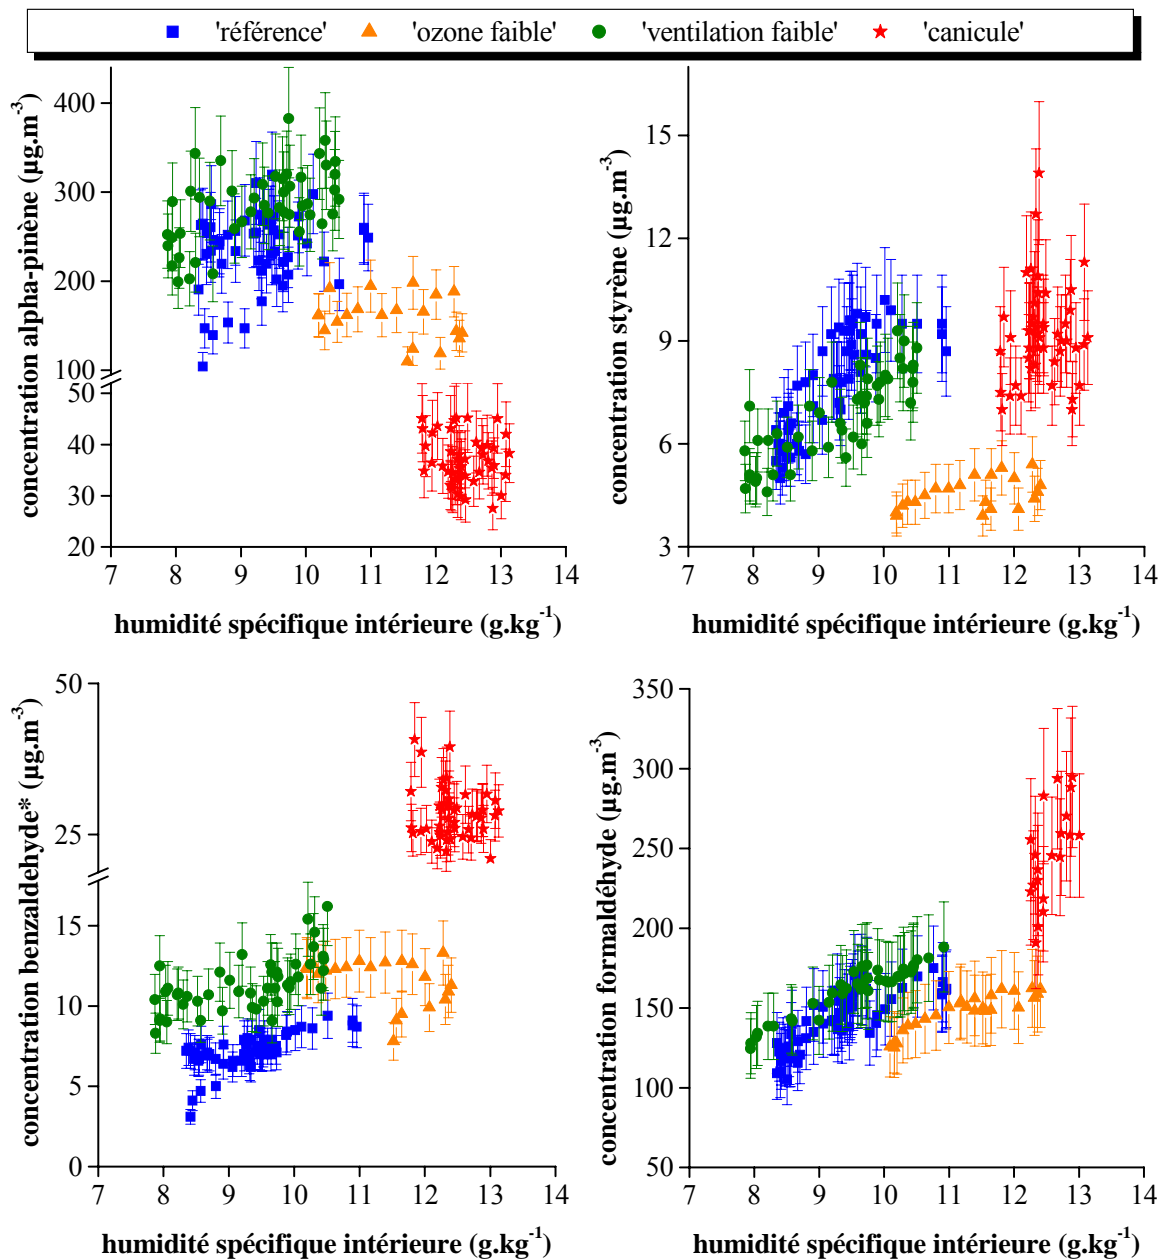 'référence' 'ozone faible' 'ventilation faible' 'canicule'
concentration alpha-pinène (µg.m⁻³)
400
300
200
100
50
40
30
20
7 8 9 10 11 12 13 14
humidité spécifique intérieure (g.kg⁻¹)
concentration styrène (µg.m⁻³)
15
12
9
6
3
7 8 9 10 11 12 13 14
humidité spécifique intérieure (g.kg⁻¹)
concentration benzaldehyde* (µg.m⁻³)
50
25
15
10
5
0
7 8 9 10 11 12 13 14
humidité spécifique intérieure (g.kg⁻¹)
concentration formaldéhyde (µg.m⁻³)
350
300
250
200
150
100
50
7 8 9 10 11 12 13 14
humidité spécifique intérieure (g.kg⁻¹)